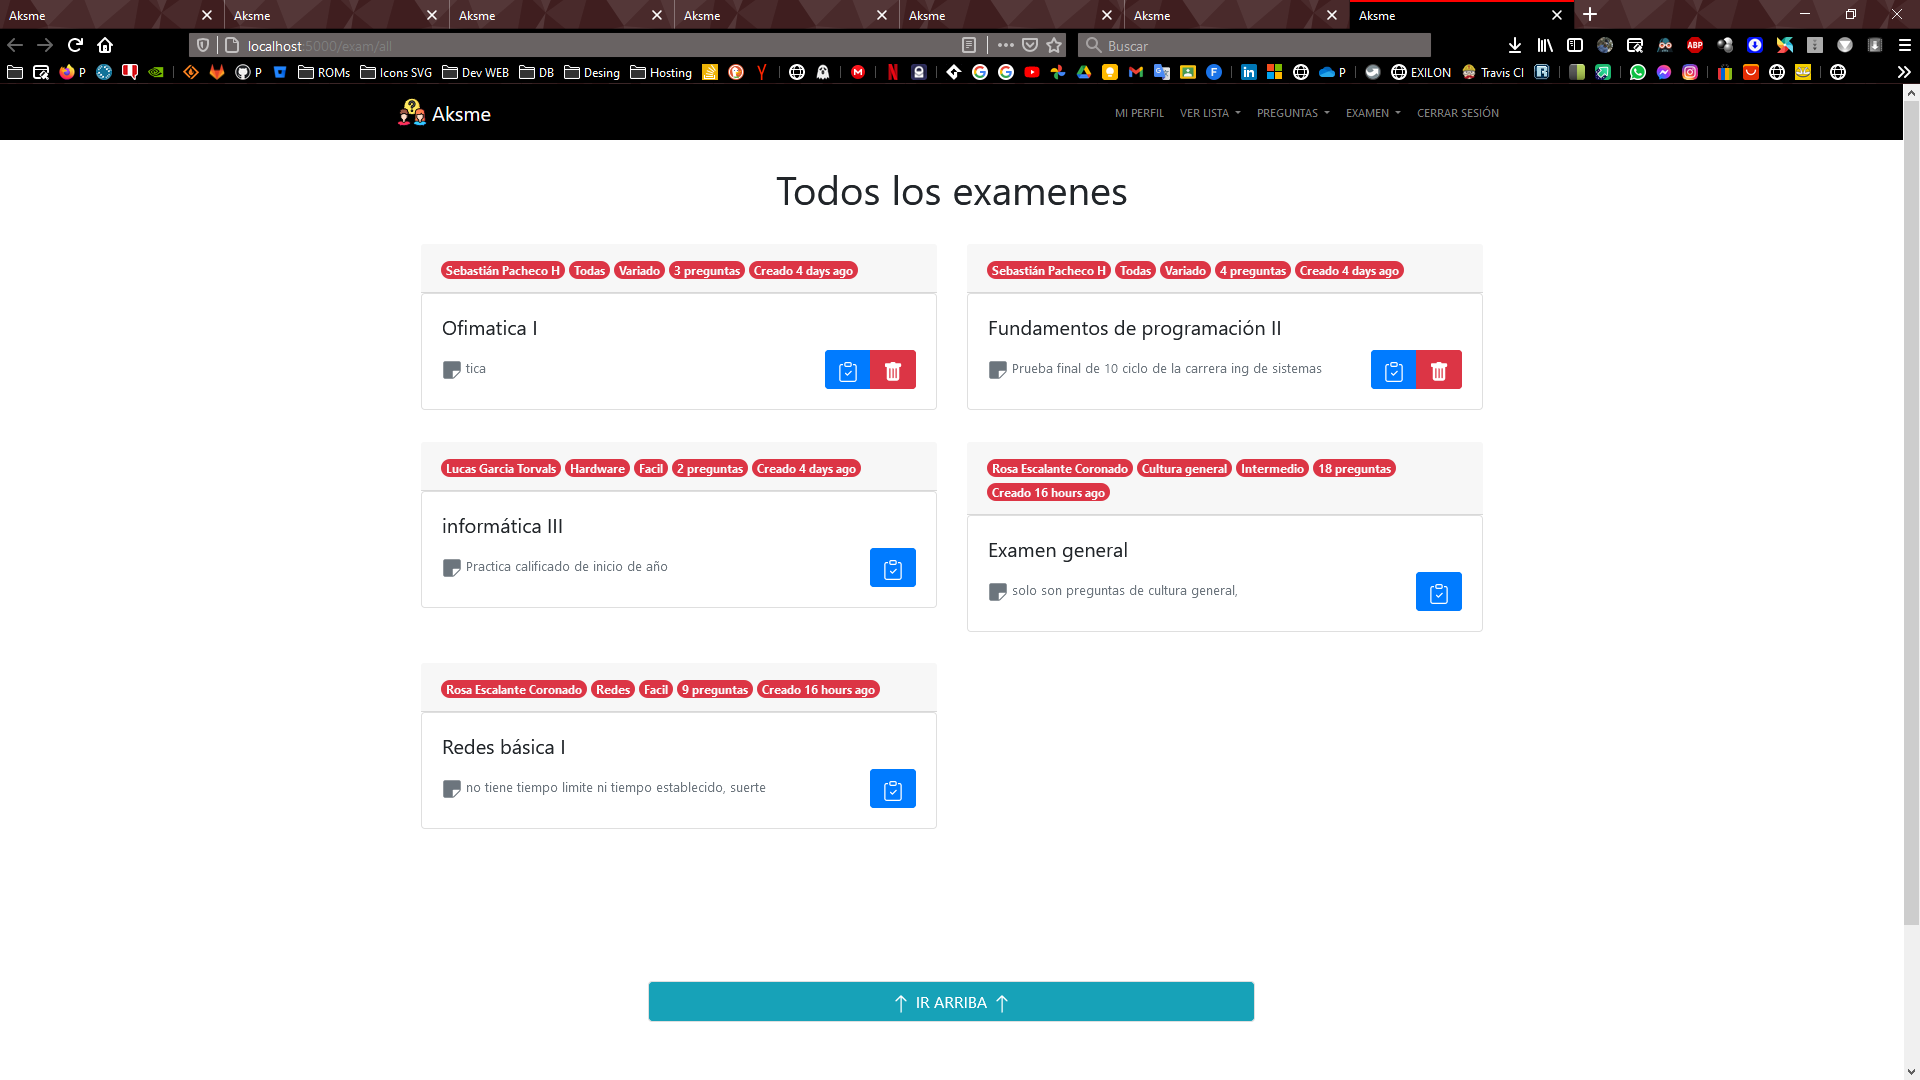 Aksme Aksme Aksme Aksme Aksme Aksme Aksme
localhost:5000/exam/all Buscar
P P ROMs Icons SVG Dev WEB DB Desing Hosting P EXILON Travis CI
Aksme MI PERFIL VER LISTA PREGUNTAS EXAMEN CERRAR SESIÓN
Todos los examenes
Sebastián Pacheco H Todas Variado 3 preguntas Creado 4 days ago
Ofimatica I
tica
Sebastián Pacheco H Todas Variado 4 preguntas Creado 4 days ago
Fundamentos de programación II
Prueba final de 10 ciclo de la carrera ing de sistemas
Lucas Garcia Torvals Hardware Facil 2 preguntas Creado 4 days ago
informática III
Practica calificado de inicio de año
Rosa Escalante Coronado Cultura general Intermedio 18 preguntas
Creado 16 hours ago
Examen general
solo son preguntas de cultura general,
Rosa Escalante Coronado Redes Facil 9 preguntas Creado 16 hours ago
Redes básica I
no tiene tiempo limite ni tiempo establecido, suerte
↑ IR ARRIBA ↑